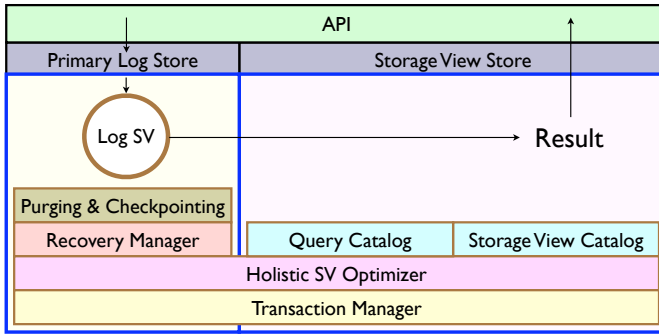 API
Primary Log Store
Storage View Store
Log SV
Result
Purging & Checkpointing
Recovery Manager
Query Catalog
Storage View Catalog
Holistic SV Optimizer
Transaction Manager